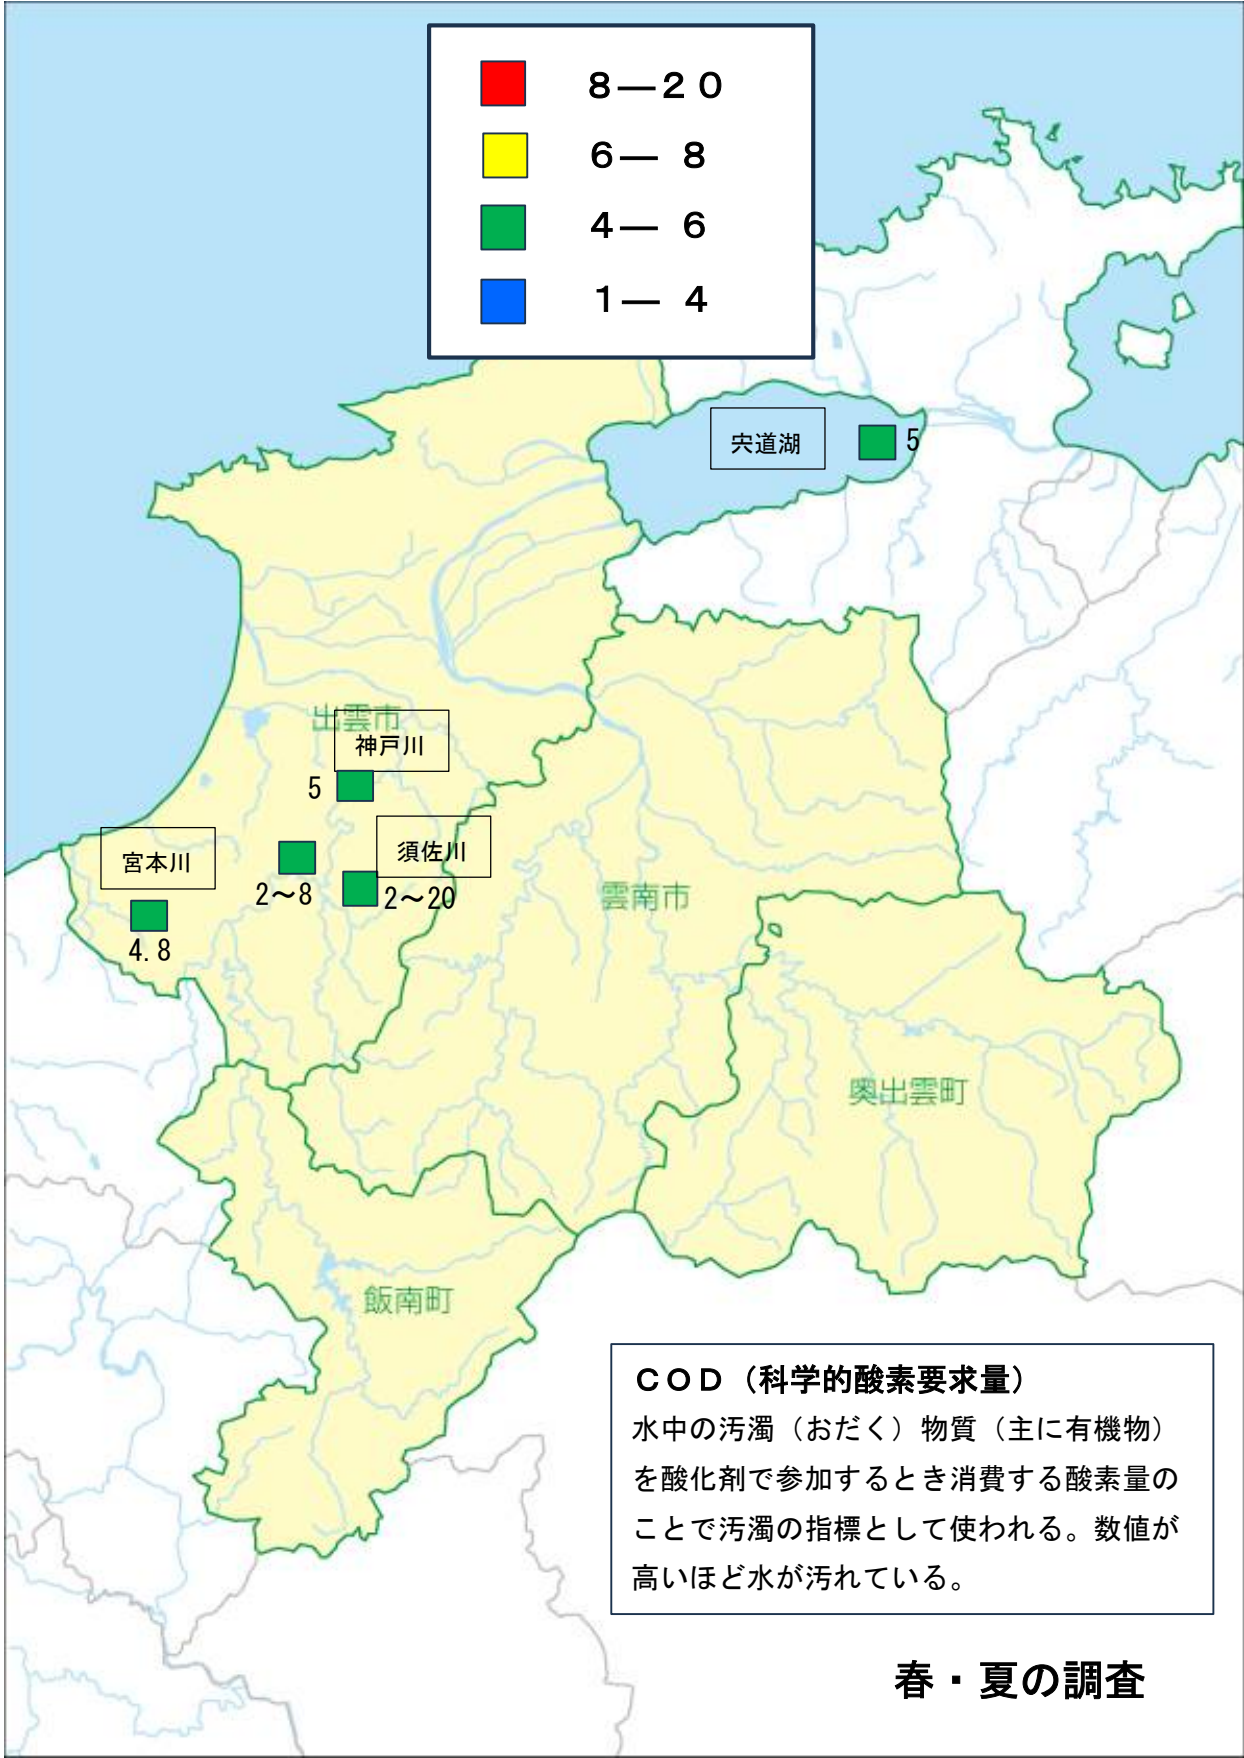 ８―２０
６― ８
４― ６
１― ４
宍道湖
5
出雲市
神戸川
5
須佐川
宮本川
2～8
2～20
4.8
雲南市
奥出雲町
飯南町
ＣＯＤ（科学的酸素要求量）
水中の汚濁（おだく）物質（主に有機物）
を酸化剤で参加するとき消費する酸素量の
ことで汚濁の指標として使われる。数値が
高いほど水が汚れている。
春・夏の調査